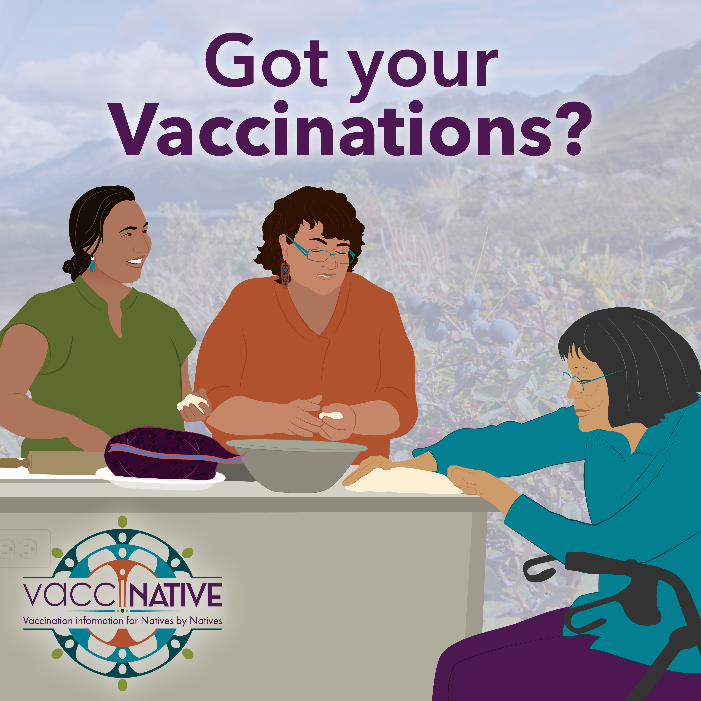 Got your
Vaccinations?
VACCINATIVE
Vaccination information for Natives by Natives